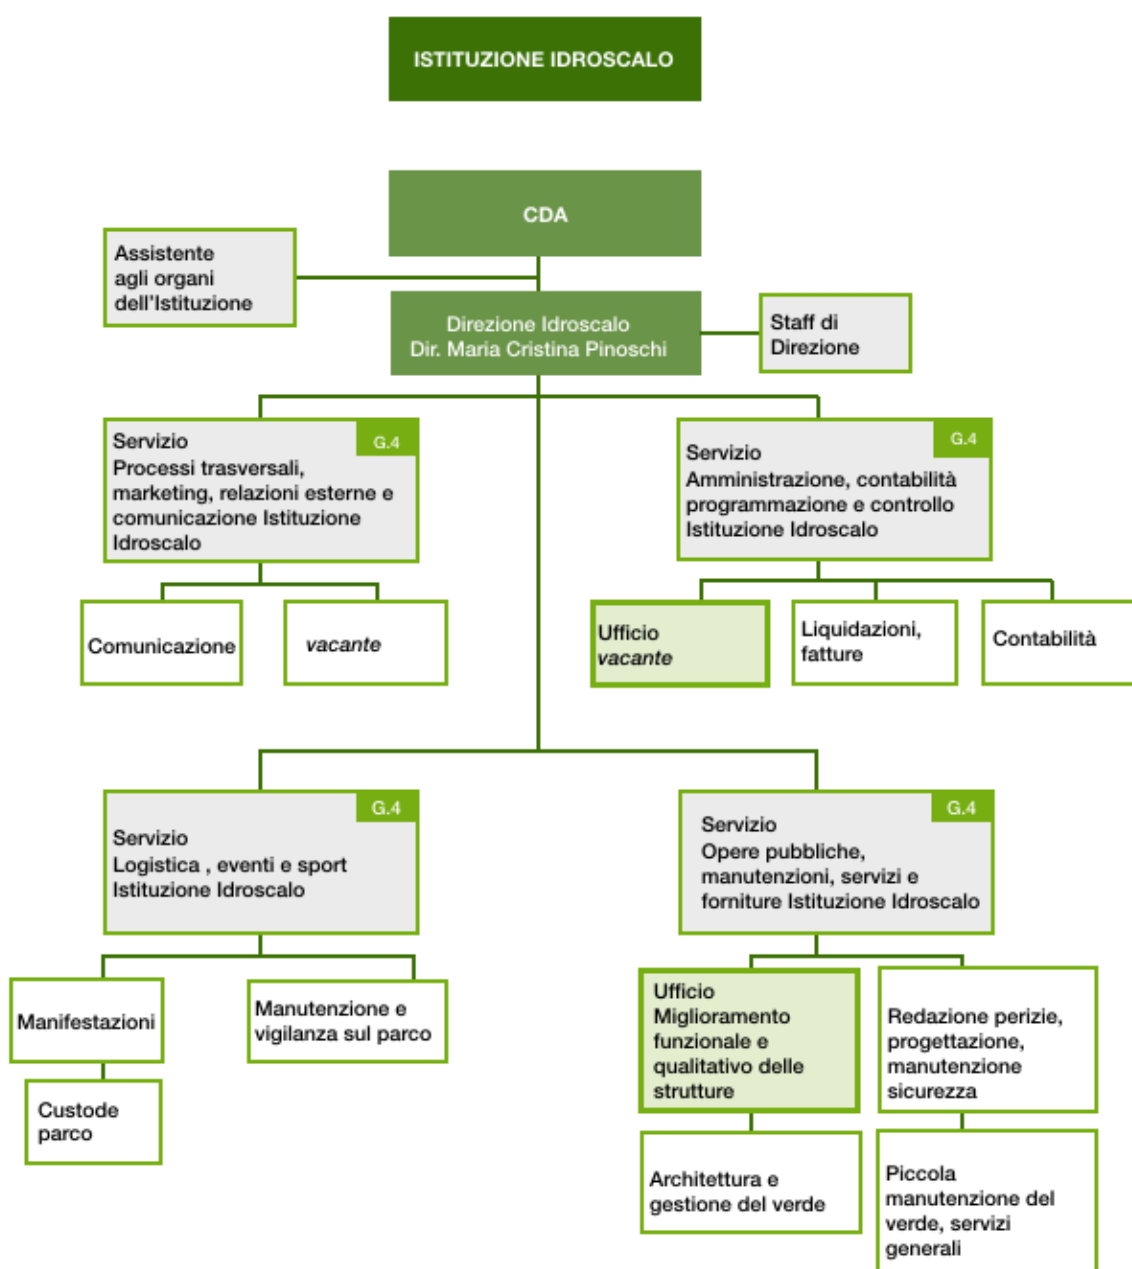 ISTITUZIONE IDROSCALO
CDA
Assistente
agli organi
dell'Istituzione
Direzione Idroscalo
Dir. Maria Cristina Pinoschi
Staff di
Direzione
G.4
Servizio
Processi trasversali,
marketing, relazioni esterne e
comunicazione Istituzione
Idroscalo
G.4
Servizio
Amministrazione, contabilità
programmazione e controllo
Istituzione Idroscalo
Comunicazione
vacante
Ufficio
vacante
Liquidazioni,
fatture
Contabilità
G.4
Servizio
Logistica , eventi e sport
Istituzione Idroscalo
G.4
Servizio
Opere pubbliche,
manutenzioni, servizi e
forniture Istituzione Idroscalo
Manifestazioni
Manutenzione e
vigilanza sul parco
Custode
parco
Ufficio
Miglioramento
funzionale e
qualitativo delle
strutture
Redazione perizie,
progettazione,
manutenzione
sicurezza
Architettura e
gestione del verde
Piccola
manutenzione del
verde, servizi
generali